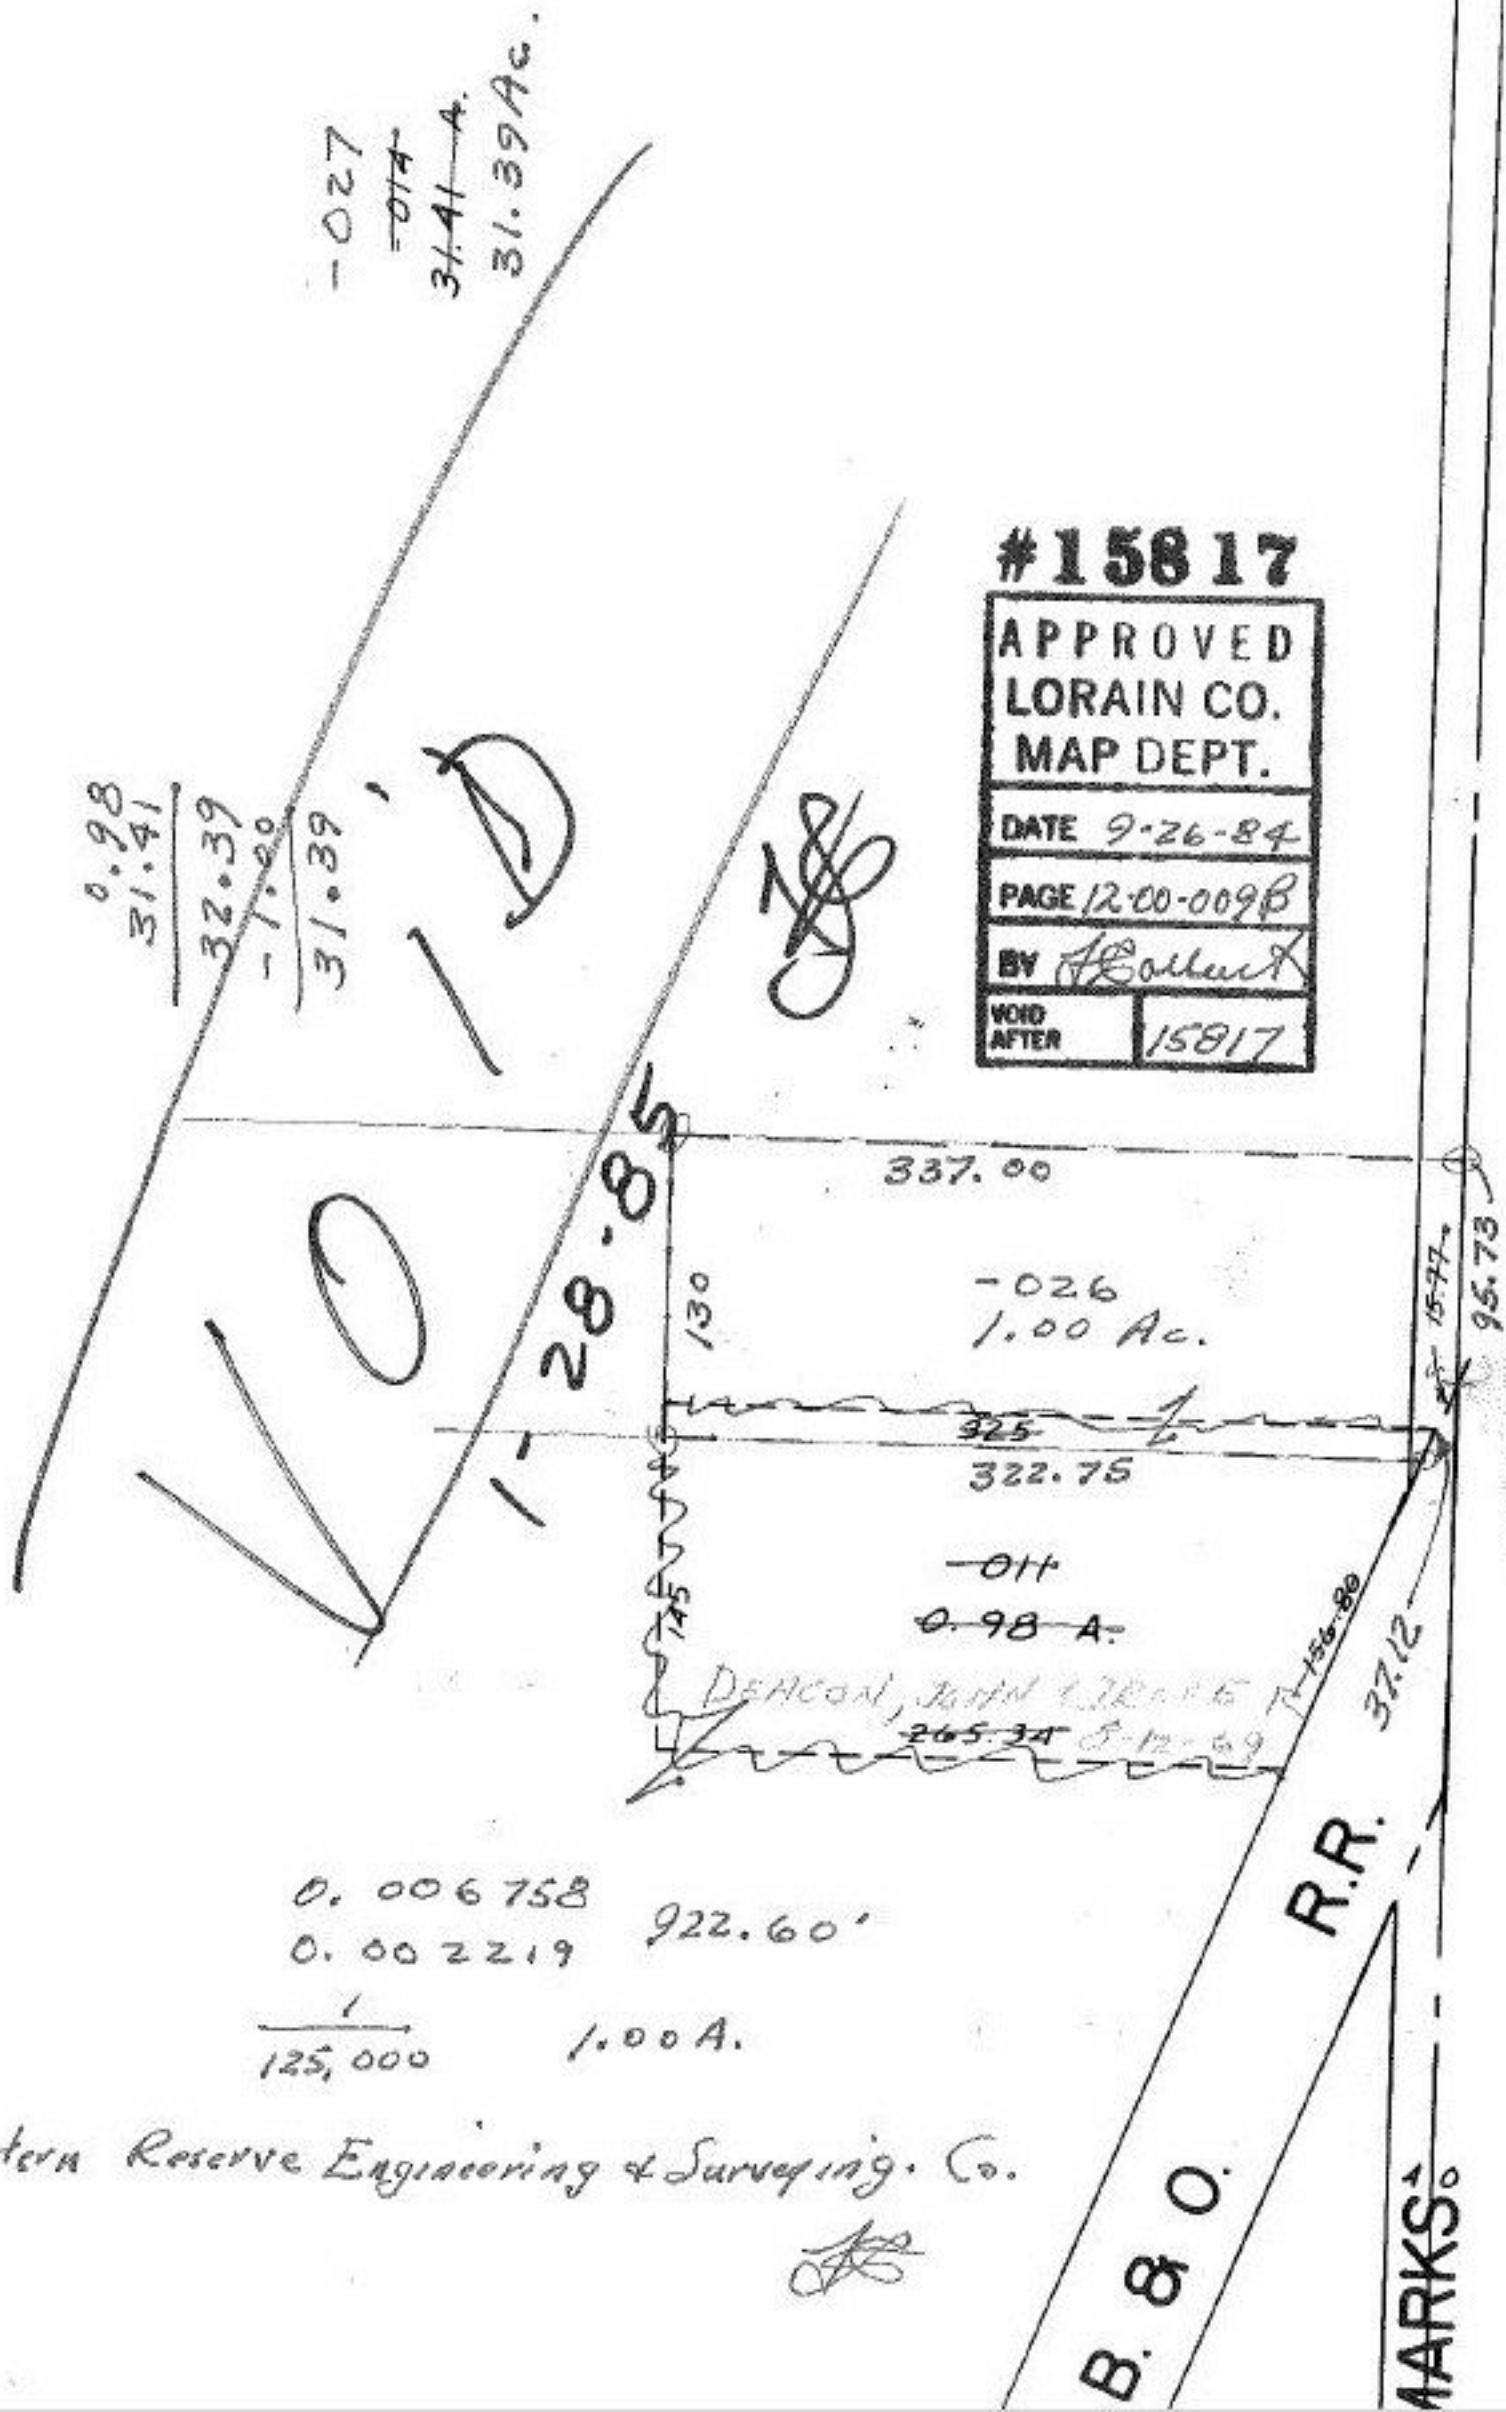 -027
-014
31.41 A.
31.39 Ac.
0.98
31.41
32.39
-1.00
31.39
VOID
1-28-85
#15817
APPROVED
LORAIN CO.
MAP DEPT.
DATE 9-26-84
PAGE 12-00-009B
BY
VOID
AFTER
15817
337.00
130
-026
1.00 Ac.
15.77
95.73
325
322.75
-011
0.98 A.
145
156.80
37.12
DEACON, JOHN &
265.34 8-12-69
R.R.
0.006758
0.002219
922.60'
1
125,000
1.00 A.
tern Reserve Engineering & Surveying. Co.
B. & O.
MARKS.